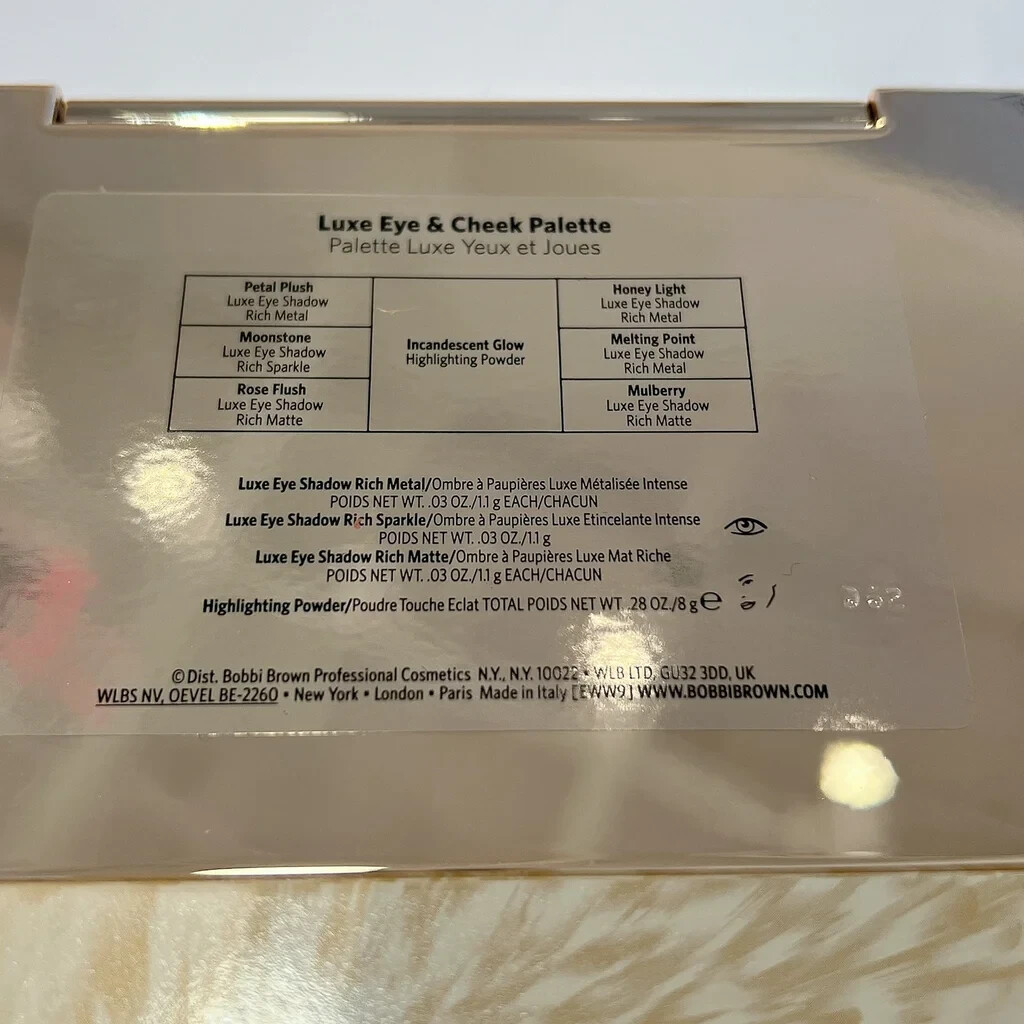 Luxe Eye & Cheek Palette
Palette Luxe Yeux et Joues
Petal Plush
Luxe Eye Shadow
Rich Metal
Moonstone
Luxe Eye Shadow
Rich Sparkle
Rose Flush
Luxe Eye Shadow
Rich Matte
Incandescent Glow
Highlighting Powder
Honey Light
Luxe Eye Shadow
Rich Metal
Melting Point
Luxe Eye Shadow
Rich Metal
Mulberry
Luxe Eye Shadow
Rich Matte
Luxe Eye Shadow Rich Metal/Ombre à Paupières Luxe Métalisée Intense
POIDS NET WT. .03 OZ./1.1 g EACH/CHACUN
Luxe Eye Shadow Rich Sparkle/Ombre à Paupières Luxe Etincelante Intense
POIDS NET WT. .03 OZ./1.1 g
Luxe Eye Shadow Rich Matte/Ombre à Paupières Luxe Mat Riche
POIDS NET WT. .03 OZ./1.1 g EACH/CHACUN
Highlighting Powder/Poudre Touche Eclat TOTAL POIDS NET WT .28 OZ./8 g ℮
© Dist. Bobbi Brown Professional Cosmetics N.Y., N.Y. 10022 • WLB LTD, GU32 3DD, UK
WLBS NV, OEVEL BE-2260 • New York • London • Paris Made in Italy [EWW9] WWW.BOBBIBROWN.COM